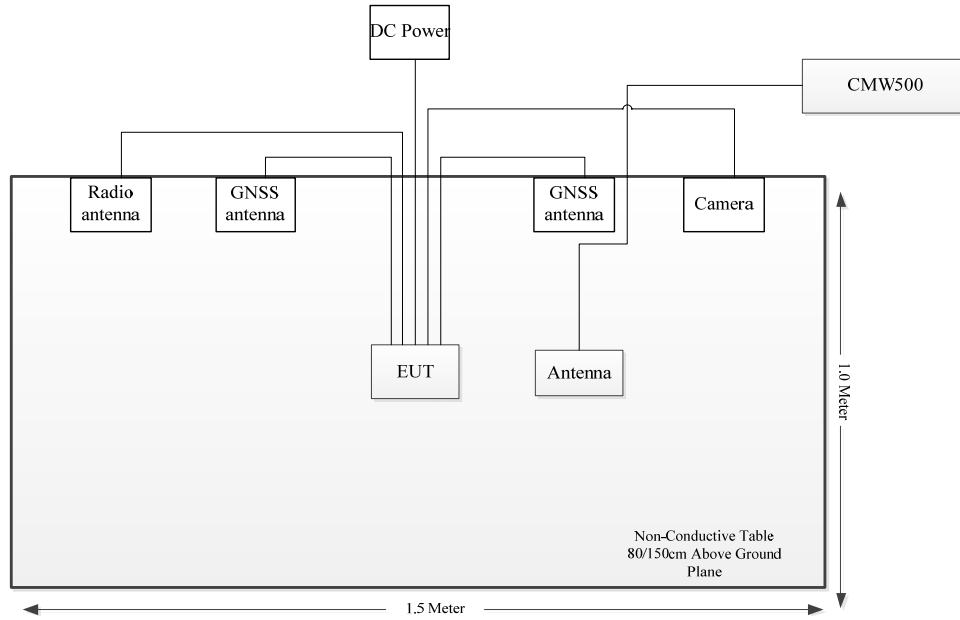 DC Power
CMW500
Radio
antenna
GNSS
antenna
GNSS
antenna
Camera
EUT
Antenna
1.0 Meter
Non-Conductive Table
80/150cm Above Ground
Plane
1.5 Meter